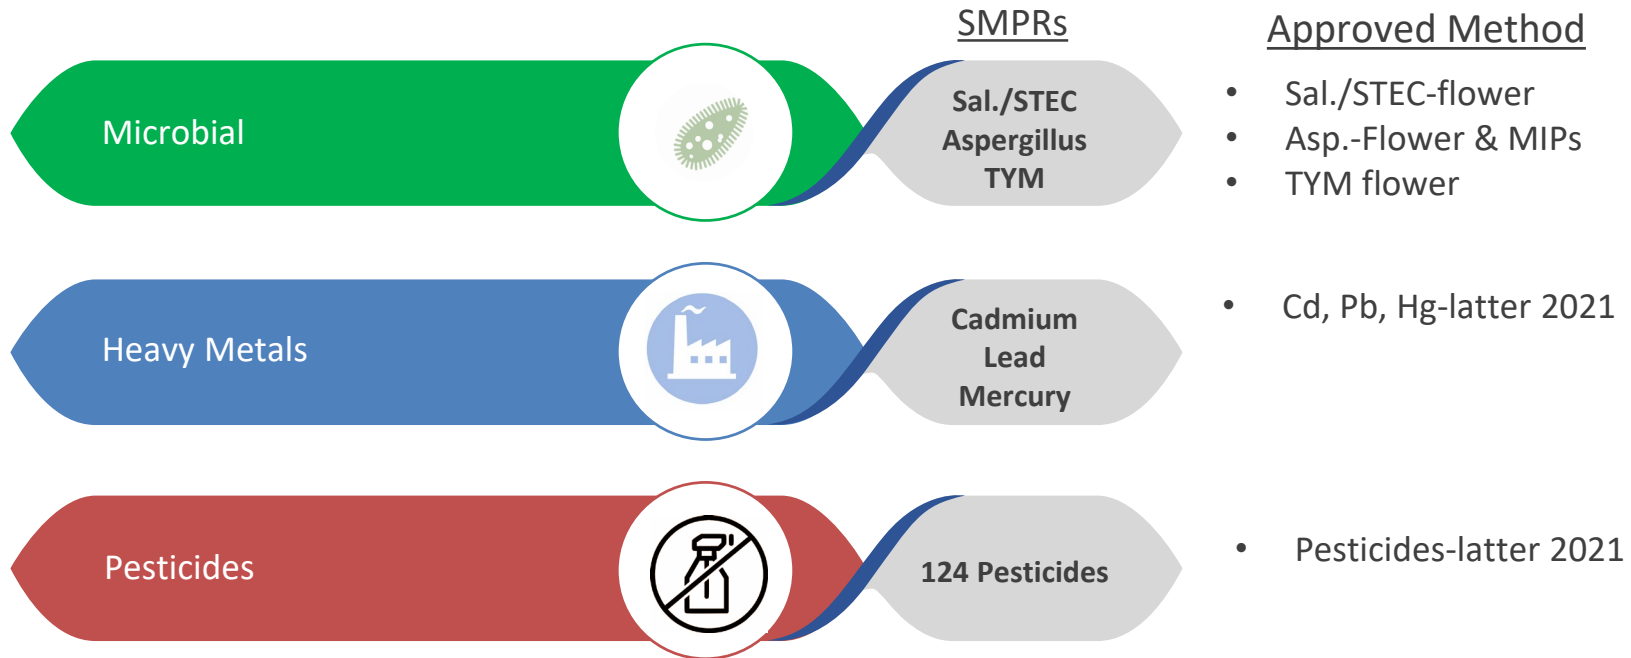 SMPRs
Approved Method
Microbial
Sal./STEC
Aspergillus
TYM
• Sal./STEC-flower
• Asp.-Flower & MIPs
• TYM flower
Heavy Metals
Cadmium
Lead
Mercury
• Cd, Pb, Hg-latter 2021
Pesticides
124 Pesticides
• Pesticides-latter 2021